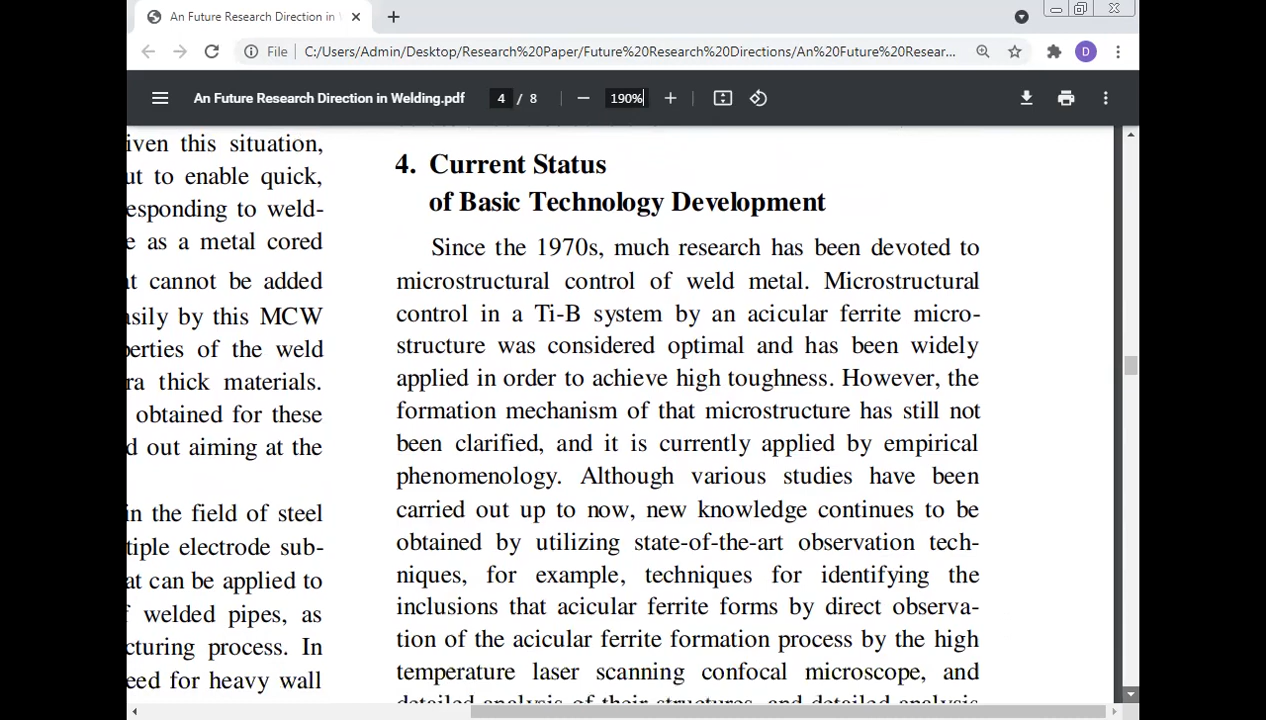 An Future Research Direction in
File
C:/Users/Admin/Desktop/Research%20Paper/Future%20Research%20Directions/An%20Future%20Resear...
D
An Future Research Direction in Welding.pdf
4 / 8
190%
iven this situation,
ut to enable quick,
esponding to weld-
e as a metal cored
t cannot be added
asily by this MCW
perties of the weld
ra thick materials.
obtained for these
d out aiming at the
in the field of steel
tiple electrode sub-
at can be applied to
f welded pipes, as
cturing process. In
eed for heavy wall
4. Current Status
of Basic Technology Development
Since the 1970s, much research has been devoted to
microstructural control of weld metal. Microstructural
control in a Ti-B system by an acicular ferrite micro-
structure was considered optimal and has been widely
applied in order to achieve high toughness. However, the
formation mechanism of that microstructure has still not
been clarified, and it is currently applied by empirical
phenomenology. Although various studies have been
carried out up to now, new knowledge continues to be
obtained by utilizing state-of-the-art observation tech-
niques, for example, techniques for identifying the
inclusions that acicular ferrite forms by direct observa-
tion of the acicular ferrite formation process by the high
temperature laser scanning confocal microscope, and
detailed analysis of their structures, and detailed analysis